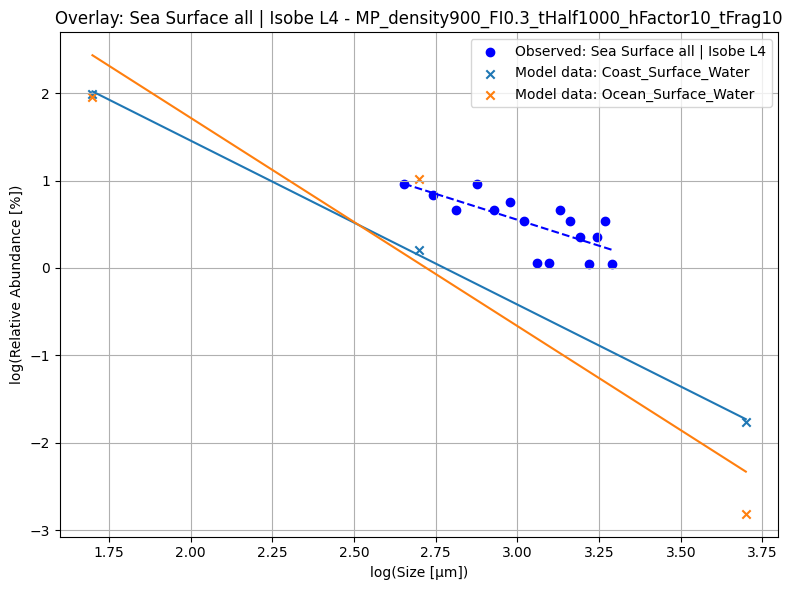 Overlay: Sea Surface all | Isobe L4 - MP_density900_FI0.3_tHalf1000_hFactor10_tFrag10
Observed: Sea Surface all | Isobe L4
Model data: Coast_Surface_Water
Model data: Ocean_Surface_Water
log(Relative Abundance [%])
2
1
0
−1
−2
−3
1.75
2.00
2.25
2.50
2.75
3.00
3.25
3.50
3.75
log(Size [μm])